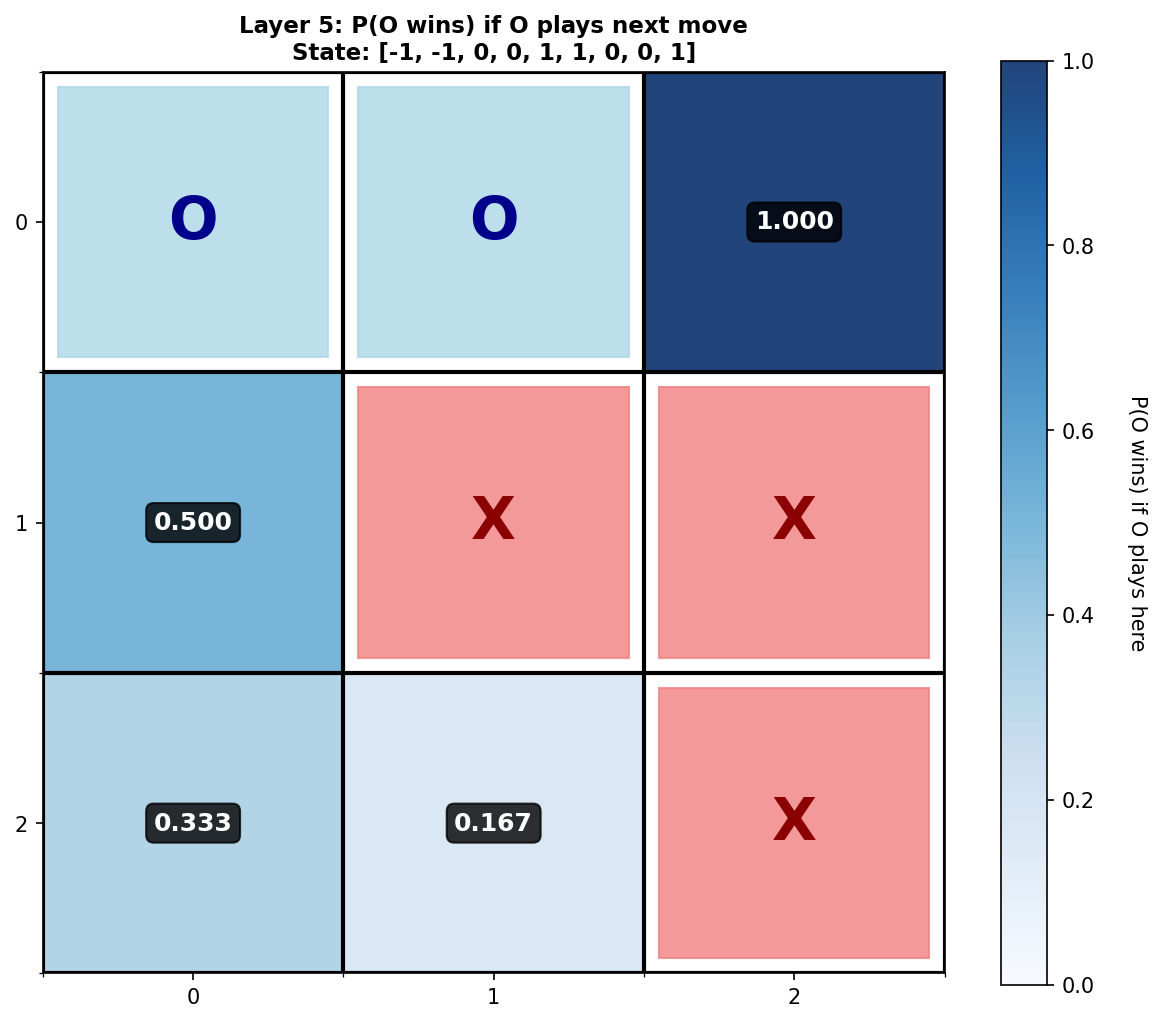 Layer 5: P(O wins) if O plays next move
State: [-1, -1, 0, 0, 1, 1, 0, 0, 1]
O
O
1.000
0.500
X
X
0.333
0.167
X
0
1
2
0
1
2
1.0
0.8
0.6
0.4
0.2
0.0
P(O wins) if O plays here